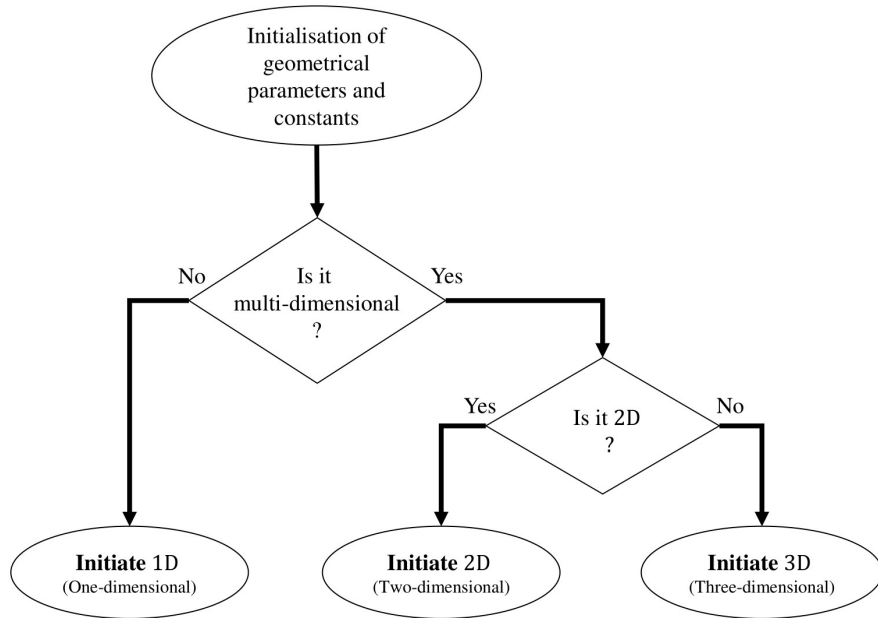 Initialisation of
geometrical
parameters and
constants
No
Is it
multi-dimensional
?
Yes
Yes
Is it 2D
?
No
Initiate 1D
(One-dimensional)
Initiate 2D
(Two-dimensional)
Initiate 3D
(Three-dimensional)